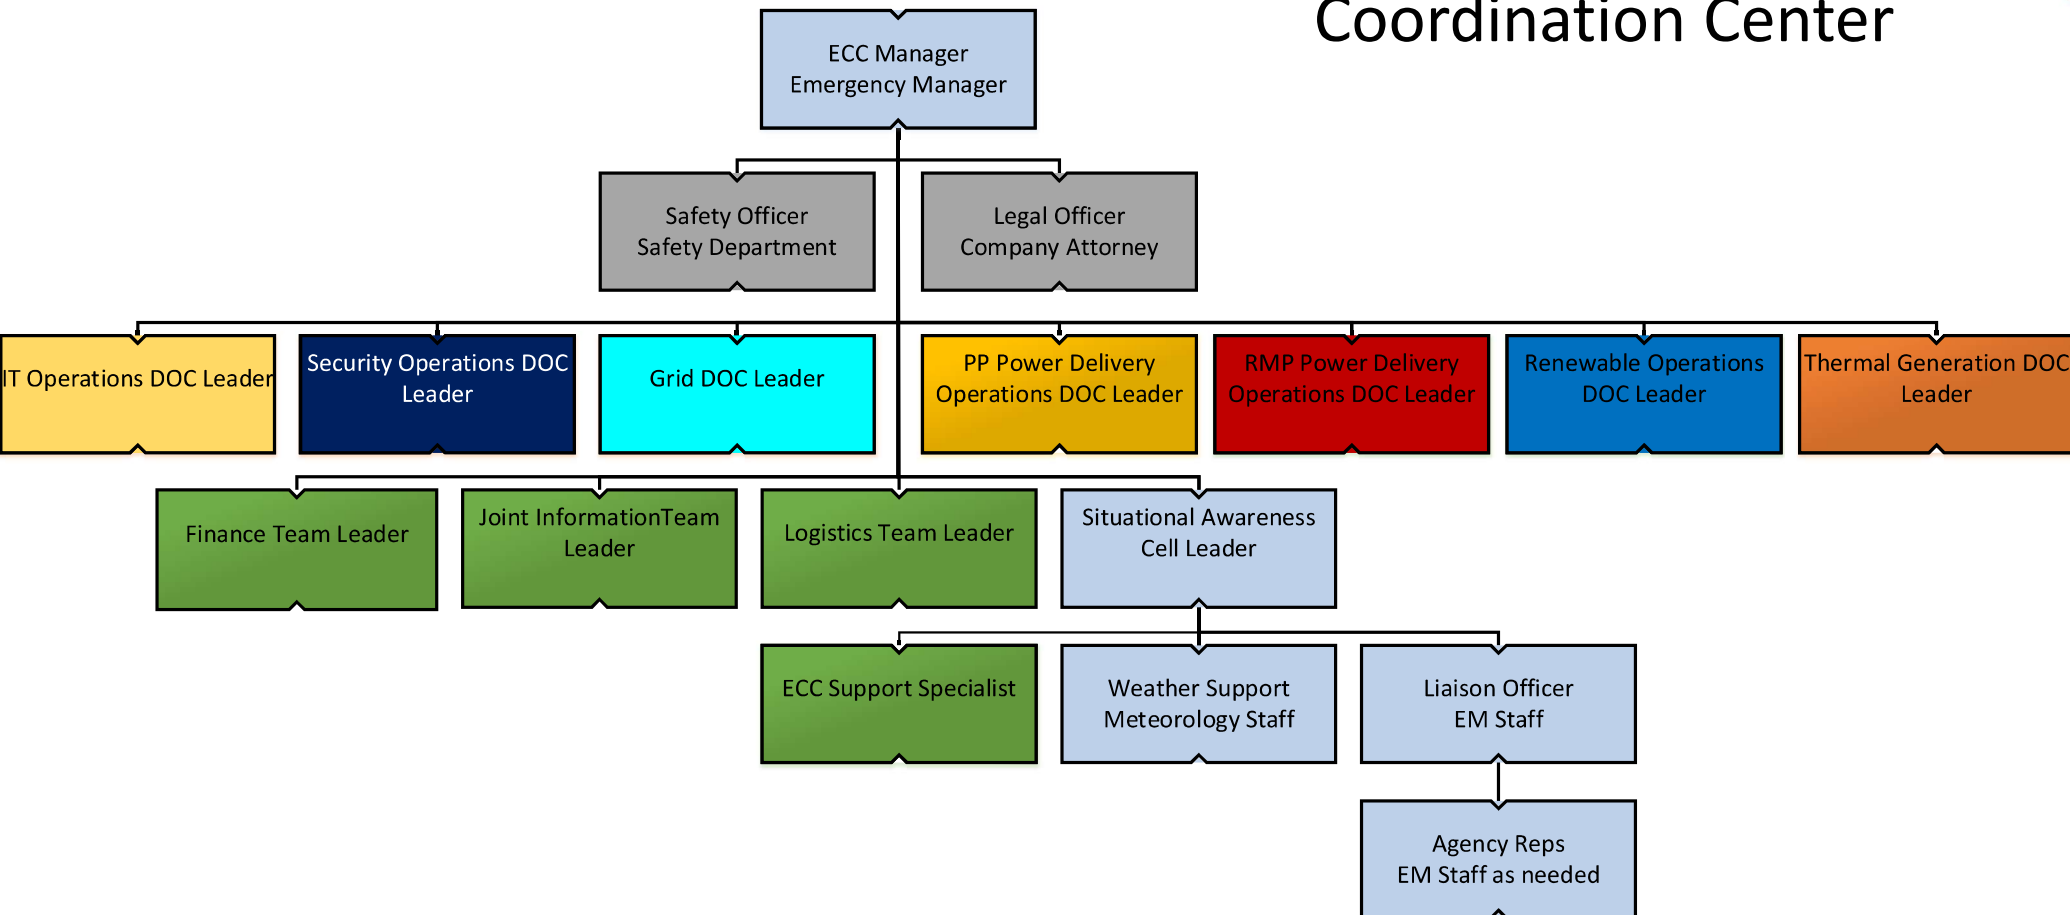 Coordination Center
ECC Manager
Emergency Manager
Safety Officer
Safety Department
Legal Officer
Company Attorney
IT Operations DOC Leader
Security Operations DOC
Leader
Grid DOC Leader
PP Power Delivery
Operations DOC Leader
RMP Power Delivery
Operations DOC Leader
Renewable Operations
DOC Leader
Thermal Generation DOC
Leader
Finance Team Leader
Joint InformationTeam
Leader
Logistics Team Leader
Situational Awareness
Cell Leader
ECC Support Specialist
Weather Support
Meteorology Staff
Liaison Officer
EM Staff
Agency Reps
EM Staff as needed